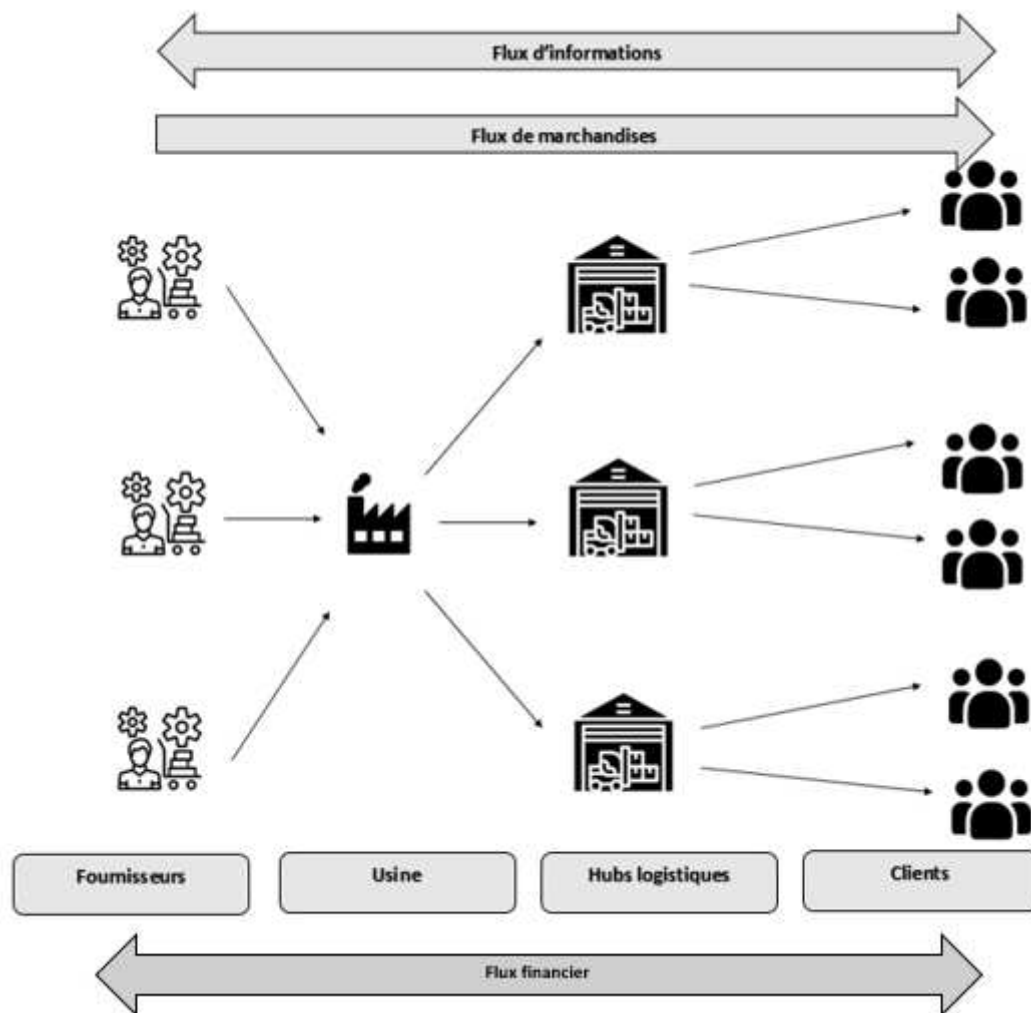 Flux d'informations
Flux de marchandises
Fournisseurs
Usine
Hubs logistiques
Clients
Flux financier